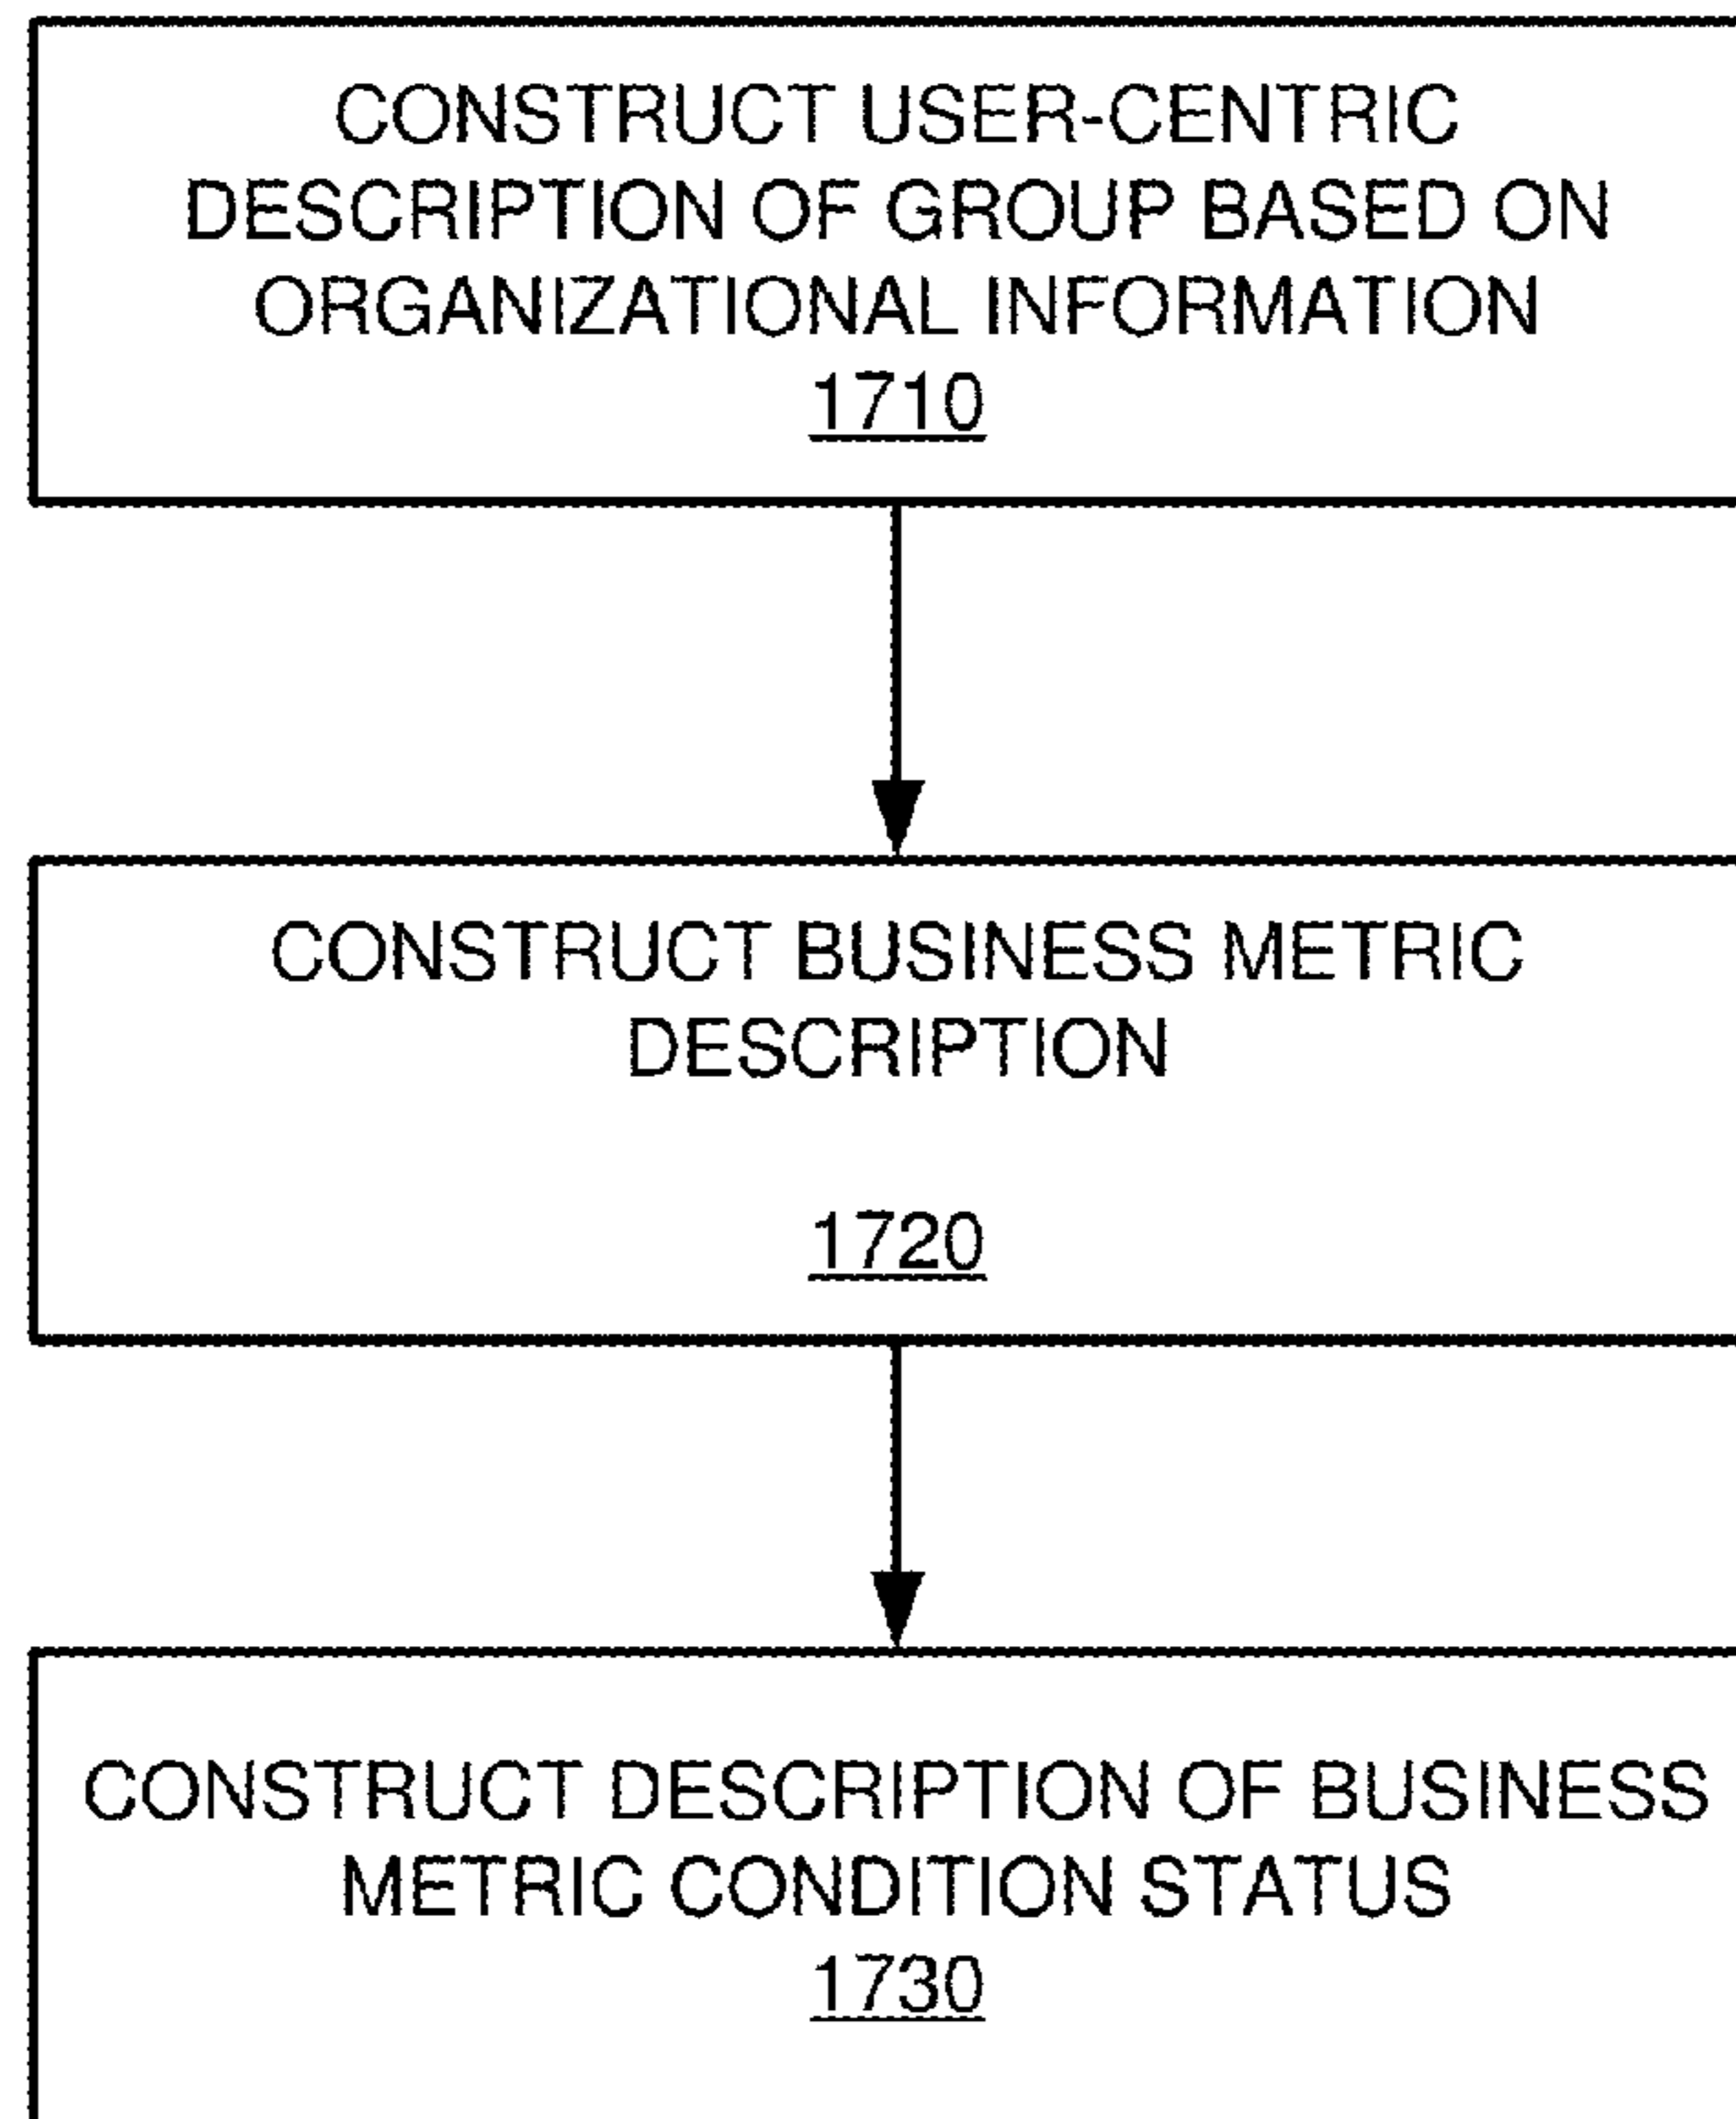 CONSTRUCT USER-CENTRIC
DESCRIPTION OF GROUP BASED ON
ORGANIZATIONAL INFORMATION
1710
CONSTRUCT BUSINESS METRIC
DESCRIPTION
1720
CONSTRUCT DESCRIPTION OF BUSINESS
METRIC CONDITION STATUS
1730